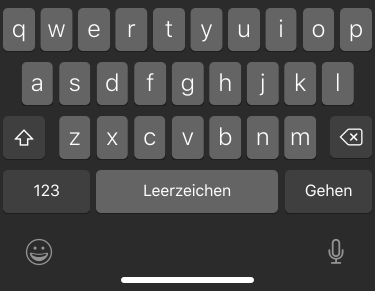 q w e r t y u i o p
a s d f g h j k l
z x c v b n m
123 Leerzeichen Gehen